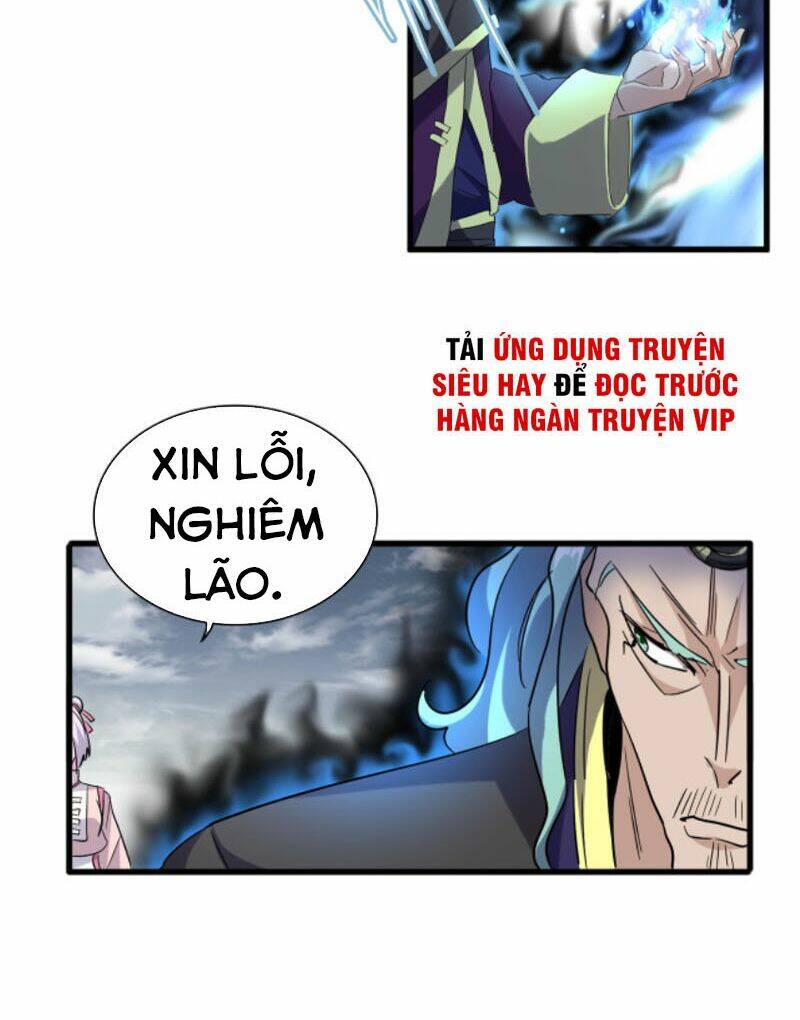 TẢI ỨNG DỤNG TRUYỆN
SIÊU HAY ĐỂ ĐỌC TRƯỚC
HÀNG NGÀN TRUYỆN VIP
XIN LỖI,
NGHIÊM
LÃO.